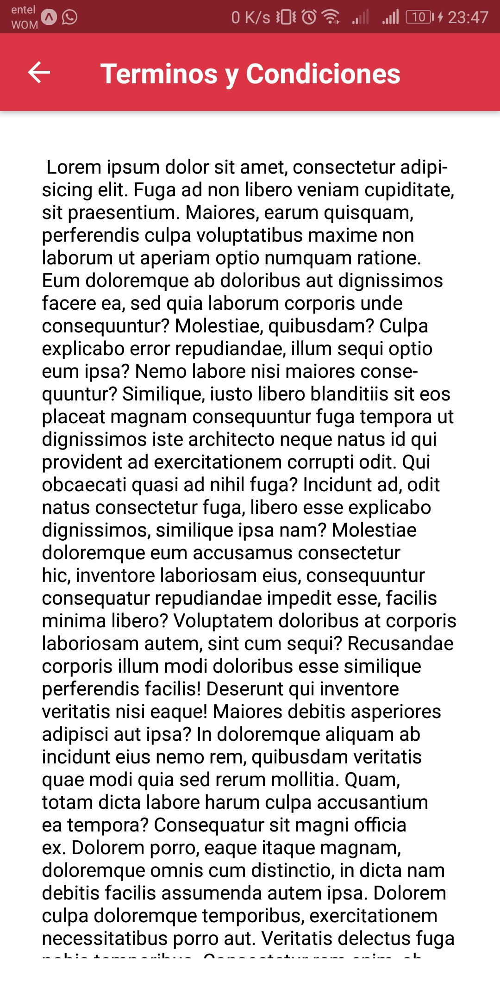 entel
WOM
0 K/s
10
23:47
Terminos y Condiciones
Lorem ipsum dolor sit amet, consectetur adipi-
sicing elit. Fuga ad non libero veniam cupiditate,
sit praesentium. Maiores, earum quisquam,
perferendis culpa voluptatibus maxime non
laborum ut aperiam optio numquam ratione.
Eum doloremque ab doloribus aut dignissimos
facere ea, sed quia laborum corporis unde
consequuntur? Molestiae, quibusdam? Culpa
explicabo error repudiandae, illum sequi optio
eum ipsa? Nemo labore nisi maiores conse-
quuntur? Similique, iusto libero blanditiis sit eos
placeat magnam consequuntur fuga tempora ut
dignissimos iste architecto neque natus id qui
provident ad exercitationem corrupti odit. Qui
obcaecati quasi ad nihil fuga? Incidunt ad, odit
natus consectetur fuga, libero esse explicabo
dignissimos, similique ipsa nam? Molestiae
doloremque eum accusamus consectetur
hic, inventore laboriosam eius, consequuntur
consequatur repudiandae impedit esse, facilis
minima libero? Voluptatem doloribus at corporis
laboriosam autem, sint cum sequi? Recusandae
corporis illum modi doloribus esse similique
perferendis facilis! Deserunt qui inventore
veritatis nisi eaque! Maiores debitis asperiores
adipisci aut ipsa? In doloremque aliquam ab
incidunt eius nemo rem, quibusdam veritatis
quae modi quia sed rerum mollitia. Quam,
totam dicta labore harum culpa accusantium
ea tempora? Consequatur sit magni officia
ex. Dolorem porro, eaque itaque magnam,
doloremque omnis cum distinctio, in dicta nam
debitis facilis assumenda autem ipsa. Dolorem
culpa doloremque temporibus, exercitationem
necessitatibus porro aut. Veritatis delectus fuga